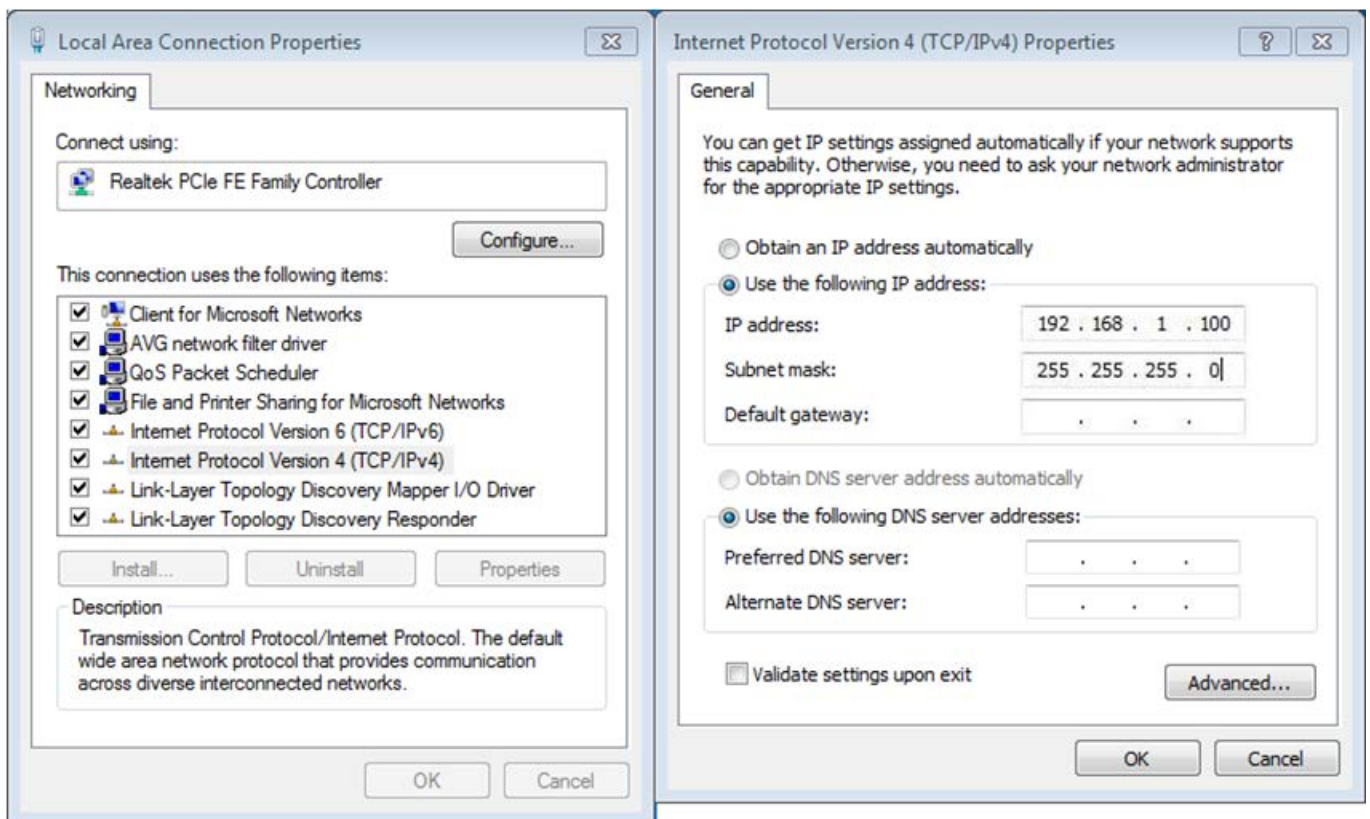 Local Area Connection Properties
Networking
Connect using:
Realtek PCIe FE Family Controller
Configure...
This connection uses the following items:
Client for Microsoft Networks
AVG network filter driver
QoS Packet Scheduler
File and Printer Sharing for Microsoft Networks
Internet Protocol Version 6 (TCP/IPv6)
Internet Protocol Version 4 (TCP/IPv4)
Link-Layer Topology Discovery Mapper I/O Driver
Link-Layer Topology Discovery Responder
Install... Uninstall Properties
Description
Transmission Control Protocol/Internet Protocol. The default
wide area network protocol that provides communication
across diverse interconnected networks.
OK Cancel
Internet Protocol Version 4 (TCP/IPv4) Properties
General
You can get IP settings assigned automatically if your network supports
this capability. Otherwise, you need to ask your network administrator
for the appropriate IP settings.
Obtain an IP address automatically
Use the following IP address:
IP address: 192 . 168 . 1 . 100
Subnet mask: 255 . 255 . 255 . 0
Default gateway: . . .
Obtain DNS server address automatically
Use the following DNS server addresses:
Preferred DNS server: . . .
Alternate DNS server: . . .
Validate settings upon exit
Advanced...
OK Cancel